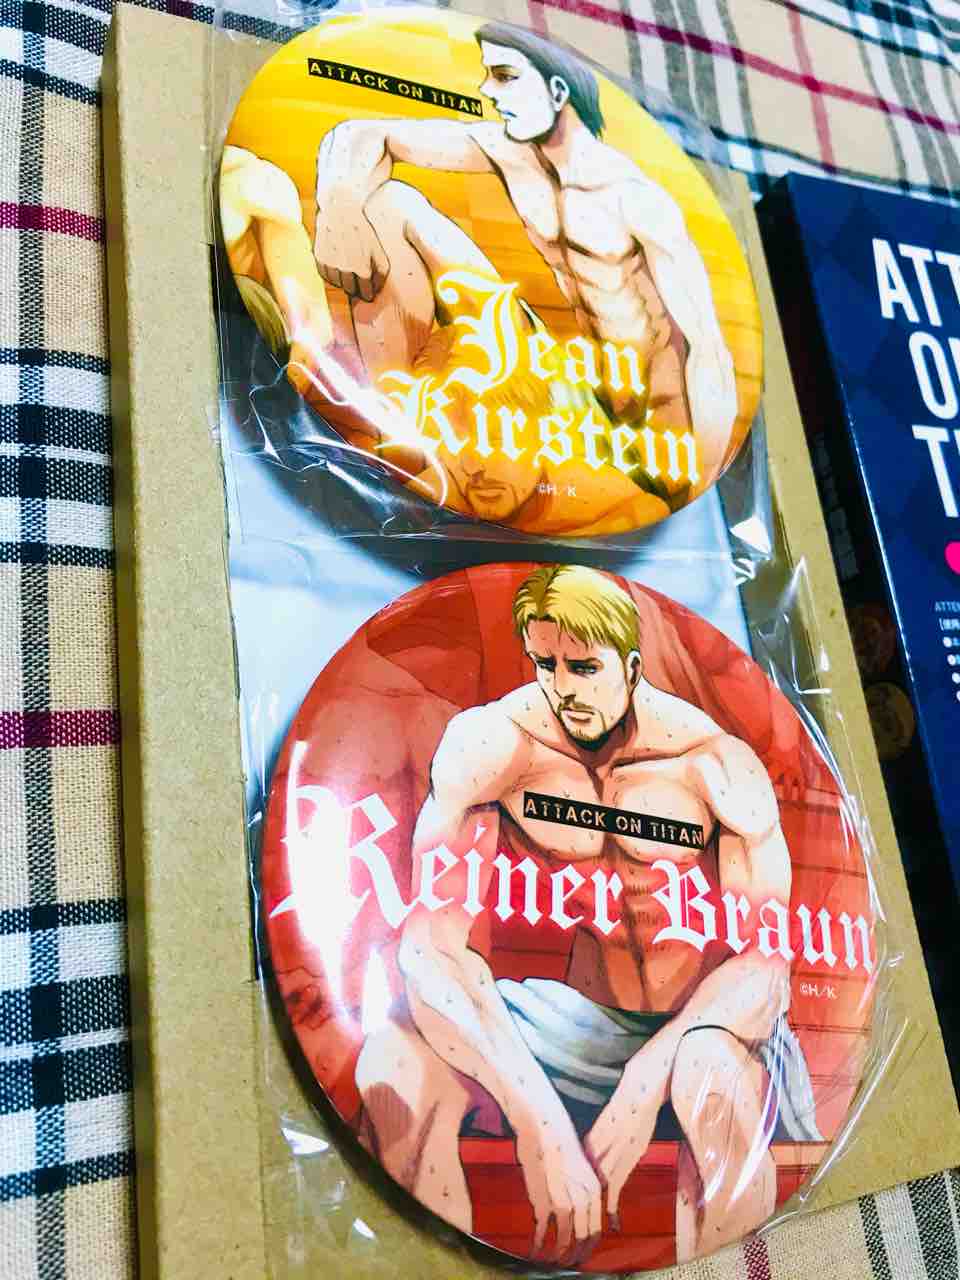 ATTACK ON TITAN
Jean
Kirstein
©H/K
ATTACK ON TITAN
Reiner Braun
©H/K
ATT
O
T